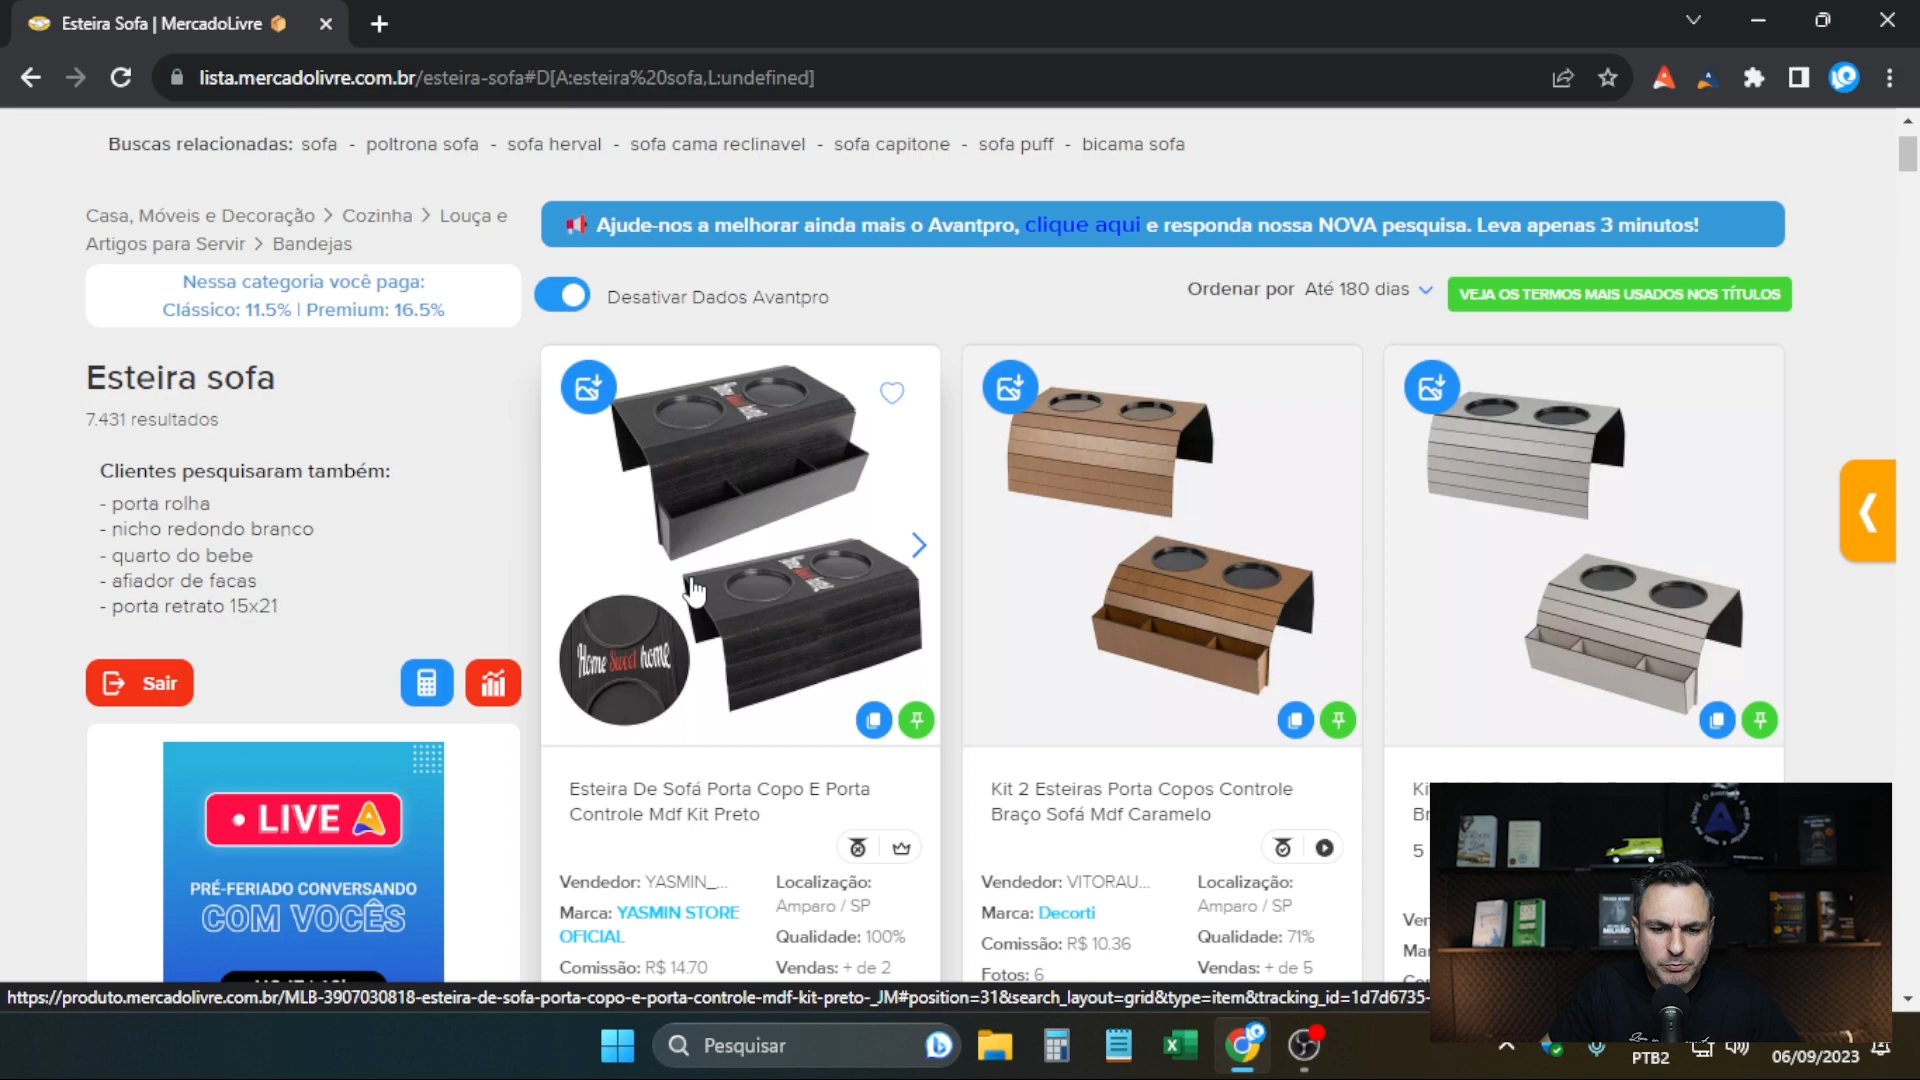 Esteira Sofa | MercadoLivre
lista.mercadolivre.com.br/esteira-sofa#D[A:esteira%20sofa,L:undefined]
Buscas relacionadas: sofa - poltrona sofa - sofa herval - sofa cama reclinavel - sofa capitone - sofa puff - bicama sofa
Casa, Móveis e Decoração > Cozinha > Louça e
Artigos para Servir > Bandejas
Nessa categoria você paga:
Clássico: 11.5% | Premium: 16.5%
Ajude-nos a melhorar ainda mais o Avantpro, clique aqui e responda nossa NOVA pesquisa. Leva apenas 3 minutos!
Desativar Dados Avantpro
Ordenar por Até 180 dias
VEJA OS TERMOS MAIS USADOS NOS TÍTULOS
Esteira sofa
7.431 resultados
Clientes pesquisaram também:
- porta rolha
- nicho redondo branco
- quarto do bebe
- afiador de facas
- porta retrato 15x21
Sair
• LIVE
PRÉ-FERIADO CONVERSANDO
COM VOCÊS
Home Sweet home
Esteira De Sofá Porta Copo E Porta
Controle Mdf Kit Preto
Vendedor: YASMIN_...
Marca: YASMIN STORE
OFICIAL
Comissão: R$ 14.70
Localização:
Amparo / SP
Qualidade: 100%
Vendas: + de 2
Kit 2 Esteiras Porta Copos Controle
Braço Sofá Mdf Caramelo
Vendedor: VITORAU...
Marca: Decorti
Comissão: R$ 10.36
Fotos: 6
Localização:
Amparo / SP
Qualidade: 71%
Vendas: + de 5
Br
5
Ver
Mar
https://produto.mercadolivre.com.br/MLB-3907030818-esteira-de-sofa-porta-copo-e-porta-controle-mdf-kit-preto-_JM#position=31&search_layout=grid&type=item&tracking_id=1d7d6735-
Pesquisar
PTB2
06/09/2023